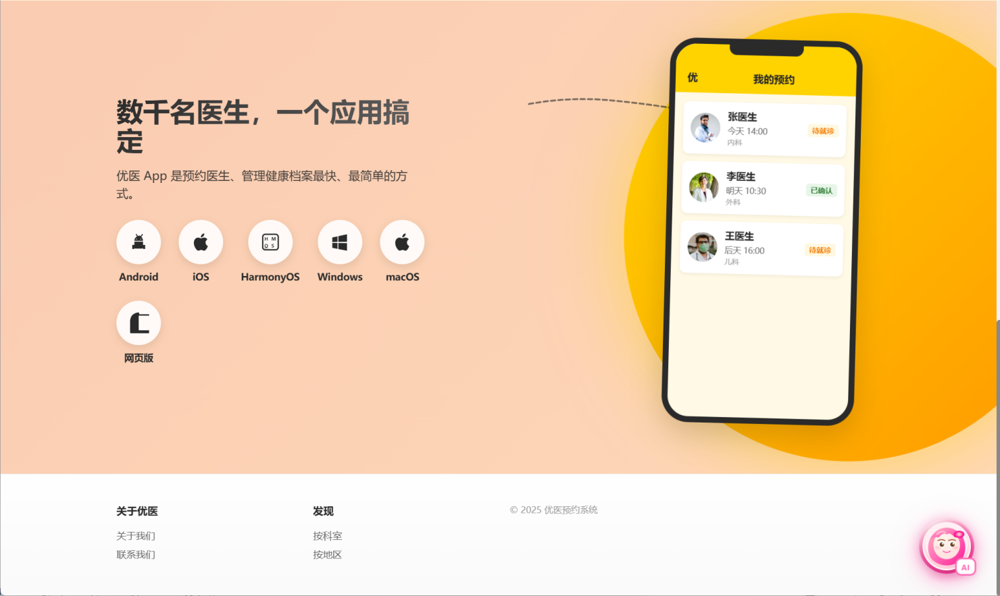 数千名医生，一个应用搞
定
优医 App 是预约医生、管理健康档案最快、最简单的方
式。
Android
iOS
H M
O S
HarmonyOS
Windows
macOS
网页版
优
我的预约
张医生
今天 14:00
内科
待就诊
李医生
明天 10:30
外科
已确认
王医生
后天 16:00
儿科
待就诊
关于优医
关于我们
联系我们
发现
按科室
按地区
© 2025 优医预约系统
AI